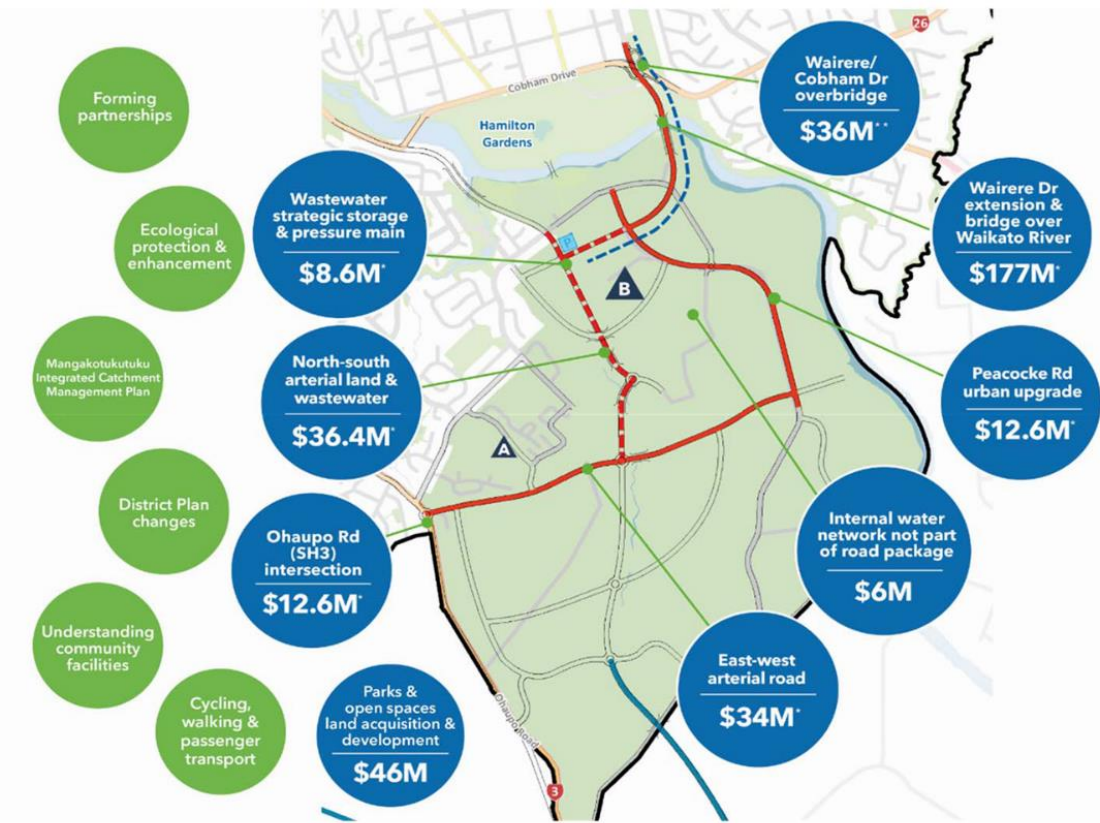 Forming
partnerships
Ecological
protection &
enhancement
Mangakotukutuku
Integrated Catchment
Management Plan
District Plan
changes
Understanding
community
facilities
Cycling,
walking &
passenger
transport
Wastewater
strategic storage
& pressure main
$8.6M*
North-south
arterial land &
wastewater
$36.4M*
Ohaupo Rd
(SH3)
intersection
$12.6M*
Parks &
open spaces
land acquisition &
development
$46M
Cobham Drive
Hamilton
Gardens
P
B
A
Ohaupo Road
3
26
Wairere/
Cobham Dr
overbridge
$36M**
Wairere Dr
extension &
bridge over
Waikato River
$177M*
Peacocke Rd
urban upgrade
$12.6M*
Internal water
network not part
of road package
$6M
East-west
arterial road
$34M*